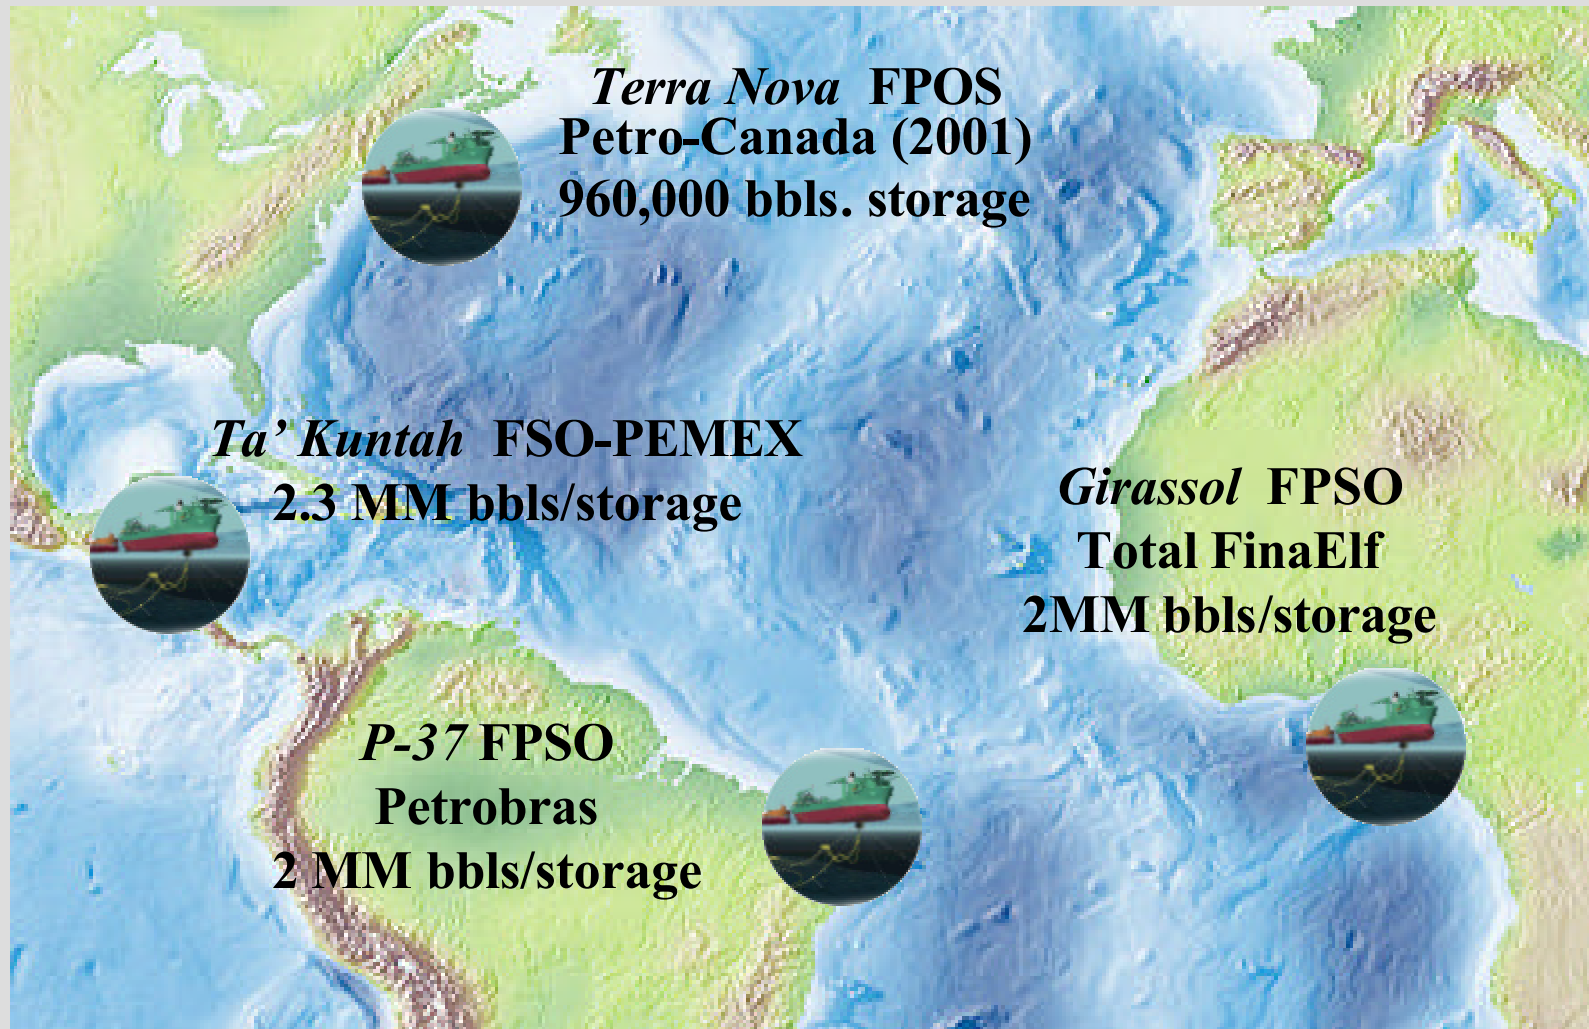 Terra Nova FPOS
Petro-Canada (2001)
960,000 bbls. storage
Ta’ Kuntah FSO-PEMEX
2.3 MM bbls/storage
Girassol FPSO
Total FinaElf
2MM bbls/storage
P-37 FPSO
Petrobras
2 MM bbls/storage